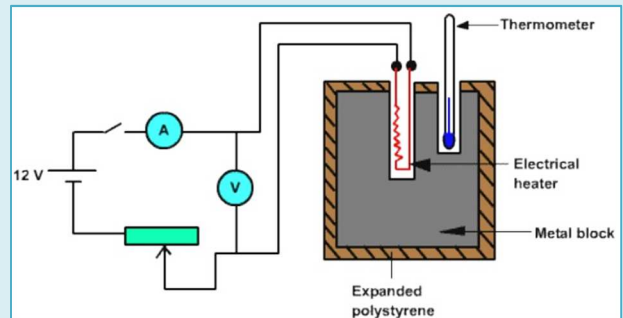 Thermometer
A
12 V
V
Electrical
heater
Metal block
Expanded
polystyrene